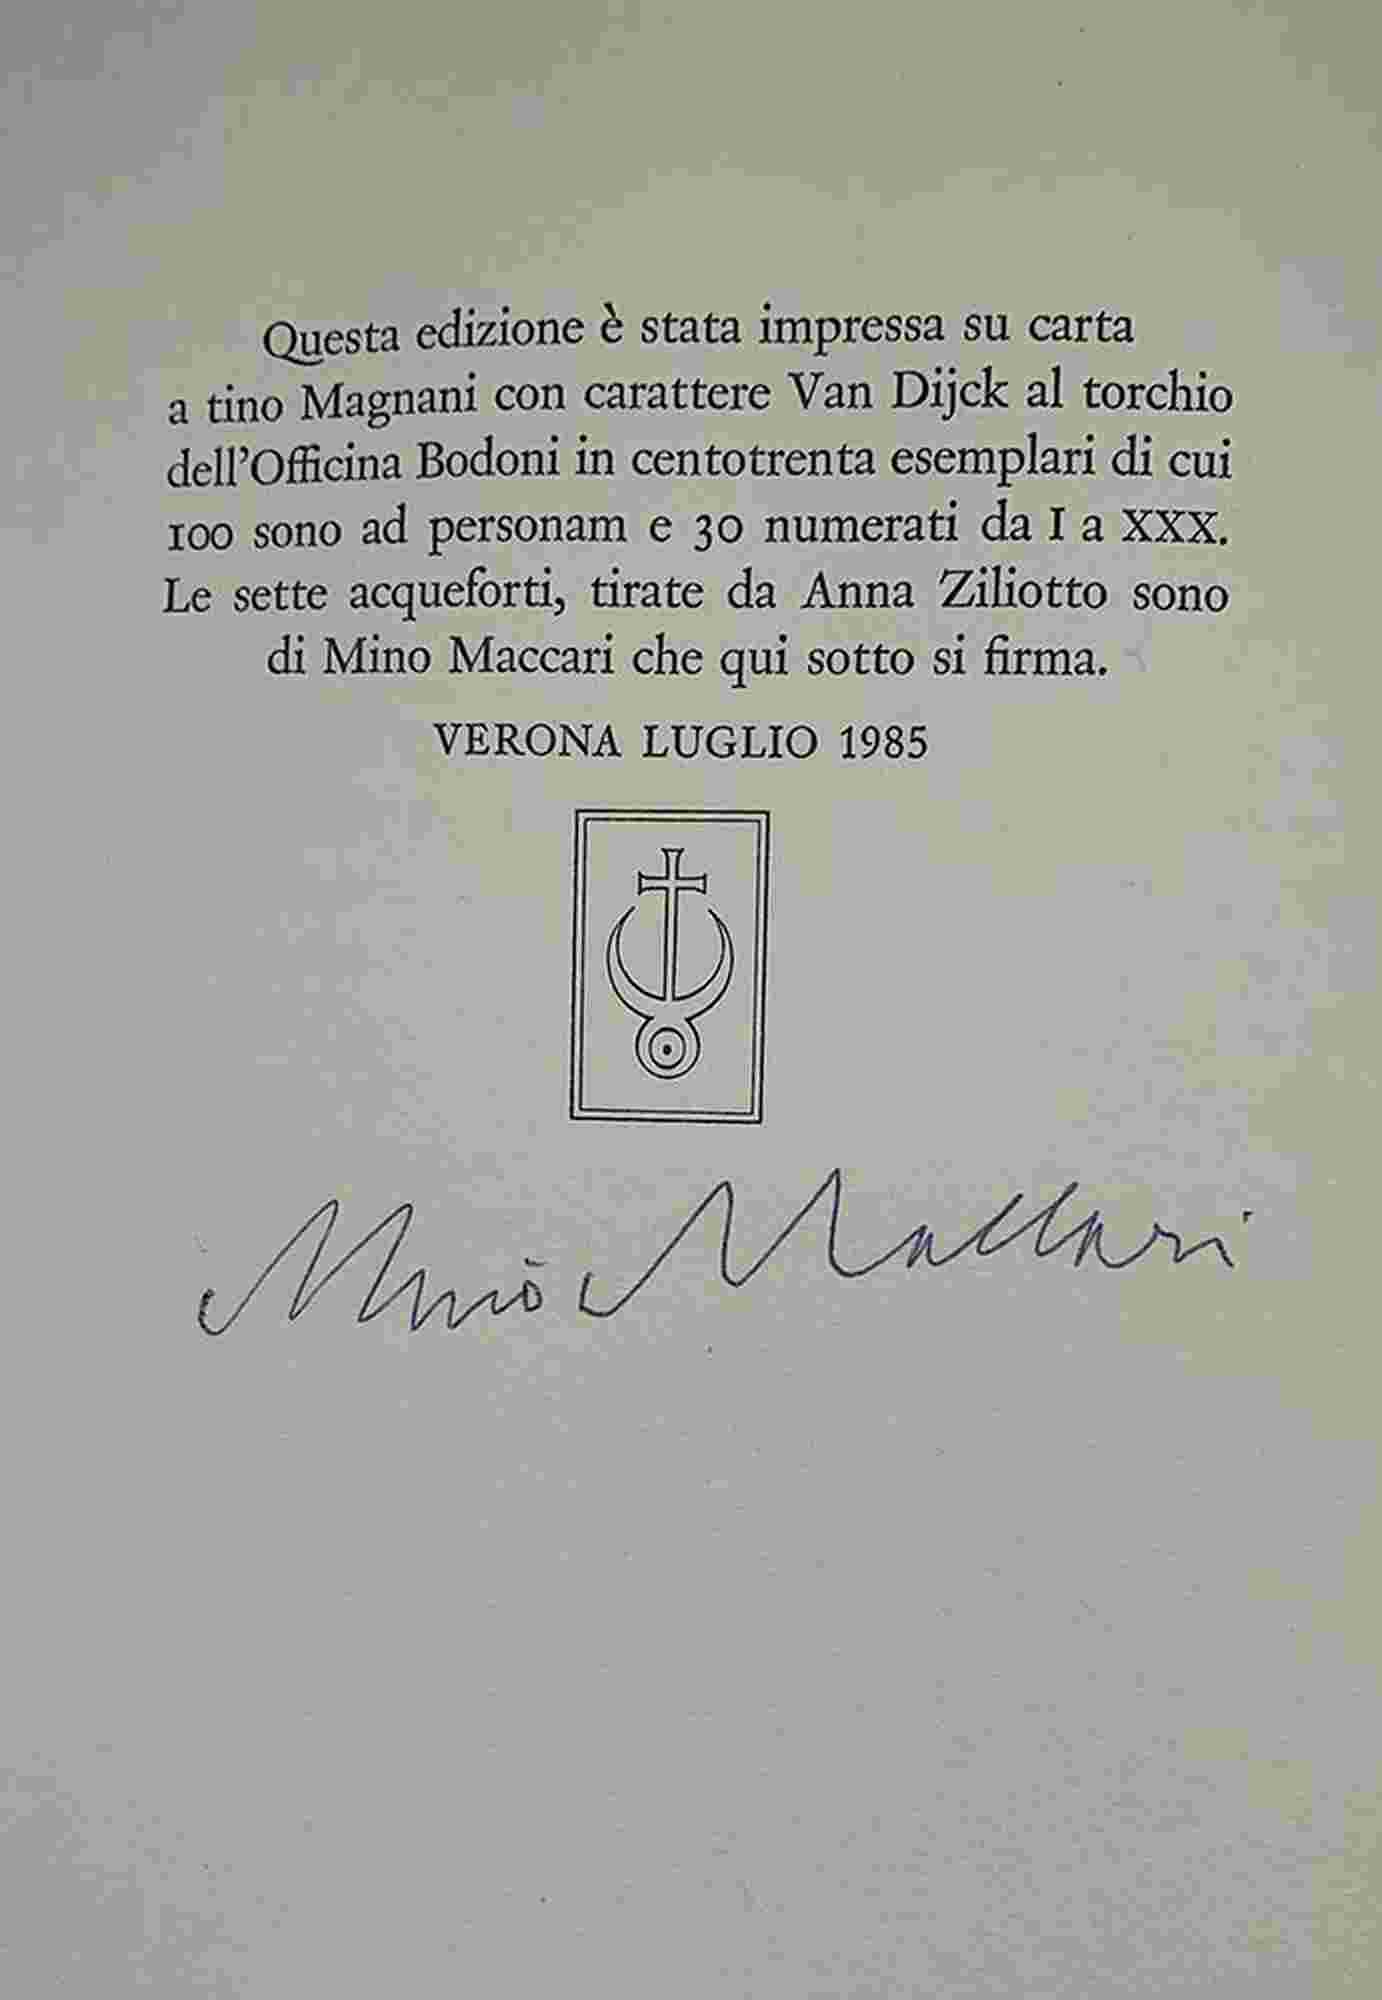 Questa edizione è stata impressa su carta
a tino Magnani con carattere Van Dijck al torchio
dell’Officina Bodoni in centotrenta esemplari di cui
100 sono ad personam e 30 numerati da I a XXX.
Le sette acqueforti, tirate da Anna Ziliotto sono
di Mino Maccari che qui sotto si firma.
VERONA LUGLIO 1985
Mino Maccari